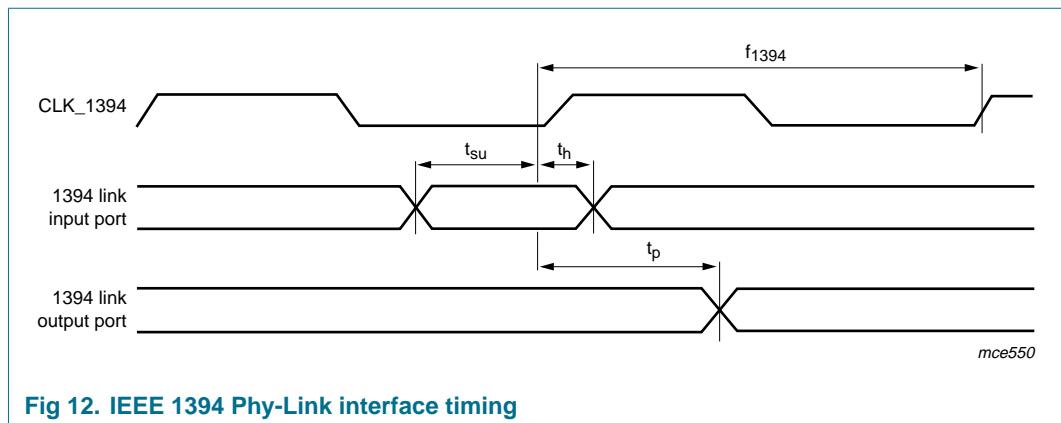 f1394
CLK_1394
tsu
th
1394 link
input port
tp
1394 link
output port
mce550
Fig 12. IEEE 1394 Phy-Link interface timing